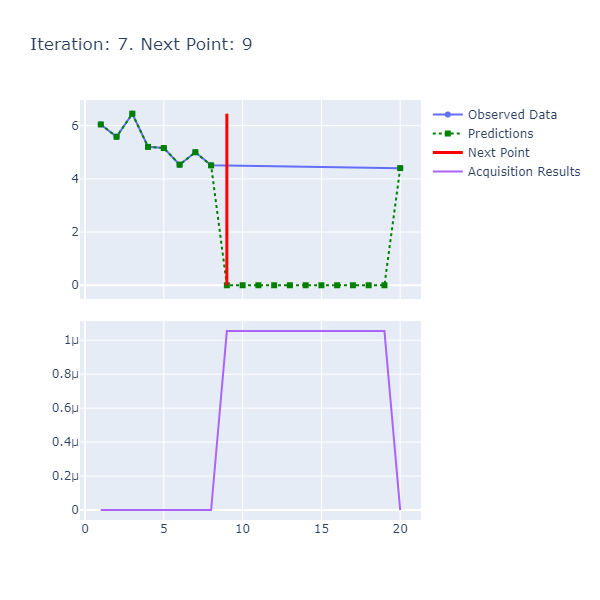 Iteration: 7. Next Point: 9
Observed Data
Predictions
Next Point
Acquisition Results
6
4
2
0
1μ
0.8μ
0.6μ
0.4μ
0.2μ
0
0
5
10
15
20